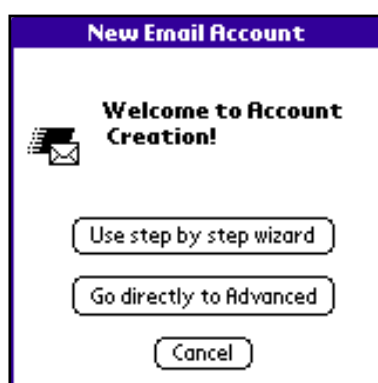 New Email Account
Welcome to Account
Creation!
Use step by step wizard
Go directly to Advanced
Cancel